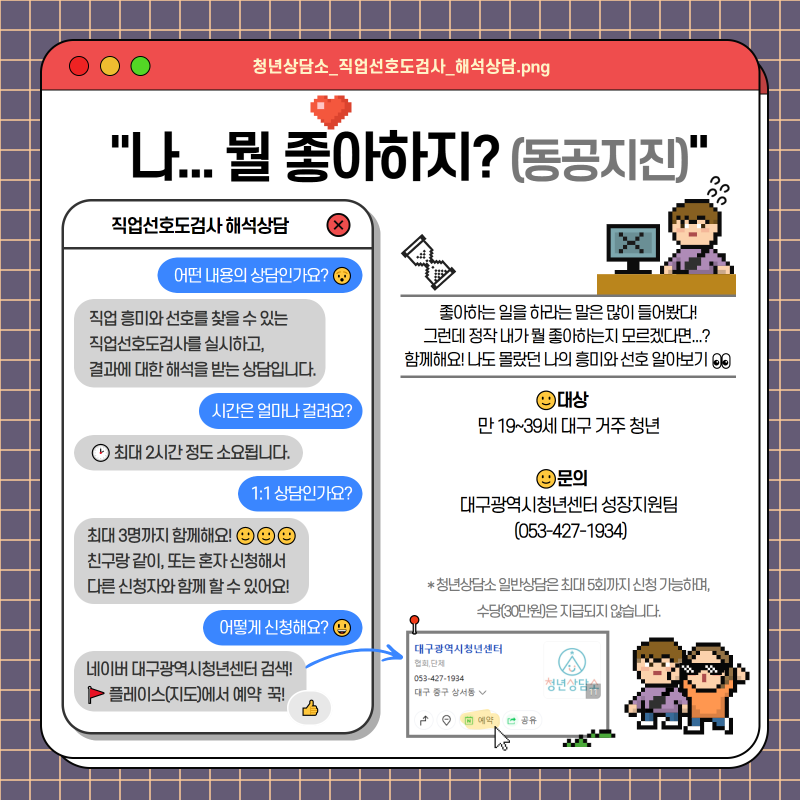 청년상담소_직업선호도검사_해석상담.png
"나... 뭘 좋아하지? (동공지진)"
직업선호도검사 해석상담
어떤 내용의 상담인가요?
직업 흥미와 선호를 찾을 수 있는
직업선호도검사를 실시하고,
결과에 대한 해석을 받는 상담입니다.
시간은 얼마나 걸려요?
최대 2시간 정도 소요됩니다.
1:1 상담인가요?
최대 3명까지 함께해요!
친구랑 같이, 또는 혼자 신청해서
다른 신청자와 함께 할 수 있어요!
어떻게 신청해요?
네이버 대구광역시청년센터 검색!
플레이스(지도)에서 예약 꾹!
좋아하는 일을 하라는 말은 많이 들어봤다!
그런데 정작 내가 뭘 좋아하는지 모르겠다면...?
함께해요! 나도 몰랐던 나의 흥미와 선호 알아보기
대상
만 19~39세 대구 거주 청년
문의
대구광역시청년센터 성장지원팀
(053-427-1934)
*청년상담소 일반상담은 최대 5회까지 신청 가능하며,
수당(30만원)은 지급되지 않습니다.
대구광역시청년센터
협회,단체
053-427-1934
대구 중구 상서동
예약
공유
청년상담소